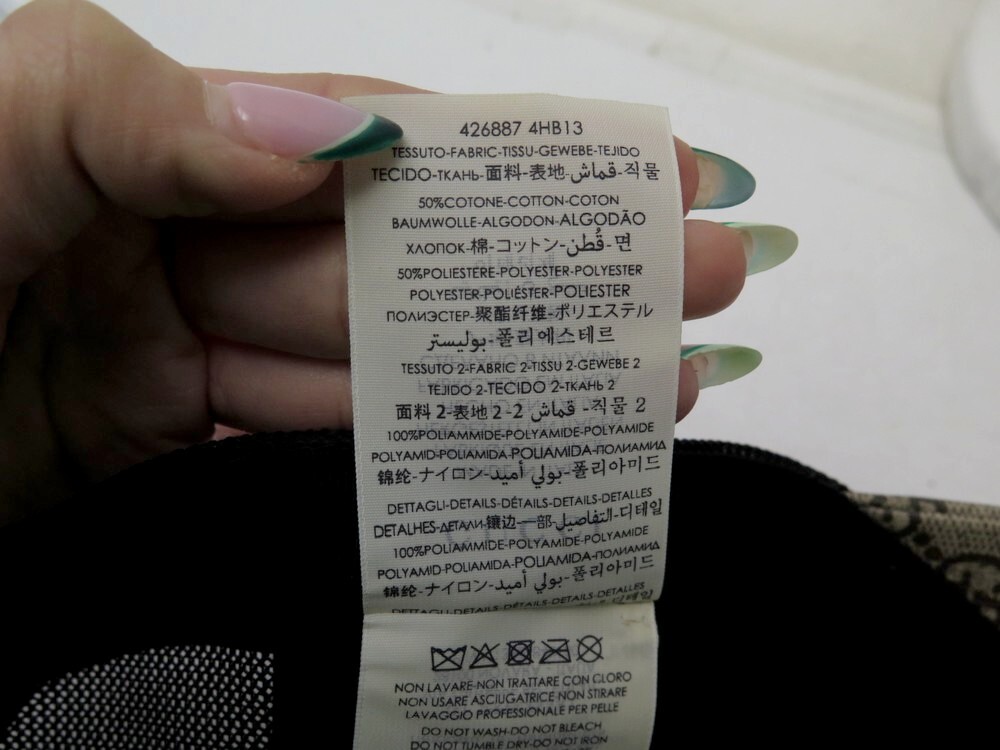 426887 4HB13
TESSUTO-FABRIC-TISSU-GEWEBE-TEJIDO
TECIDO-ТКАНЬ-面料-表地-قماش-직물
50%COTONE-COTTON-COTON
BAUMWOLLE-ALGODON-ALGODÃO
ХЛОПОК-棉-コットン-قُطن-면
50%POLIESTERE-POLYESTER-POLYESTER
POLYESTER-POLIÉSTER-POLIESTER
ПОЛИЭСТЕР-聚酯纤维-ポリエステル
بوليستر-폴리에스테르
TESSUTO 2-FABRIC 2-TISSU 2-GEWEBE 2
TEJIDO 2-TECIDO 2-ТКАНЬ 2
面料 2-表地 2-2 قماش-직물 2
100%POLIAMMIDE-POLYAMIDE-POLYAMIDE
POLYAMID-POLIAMIDA-POLIAMIDA-ПОЛИАМИД
锦纶-ナイロン-بولي أميد-폴리아미드
DETTAGLI-DETAILS-DÉTAILS-DETAILS-DETALLES
DETALHES-ДЕТАЛИ-镶边-一部-التفاصيل-디테일
100%POLIAMMIDE-POLYAMIDE-POLYAMIDE
POLYAMID-POLIAMIDA-POLIAMIDA-ПОЛИАМИД
锦纶-ナイロン-بولي أميد-폴리아미드
DETTAGLI-DETAILS-DÉTAILS-DETAILS-DETALLES
NON LAVARE-NON TRATTARE CON CLORO
NON USARE ASCIUGATRICE-NON STIRARE
LAVAGGIO PROFESSIONALE PER PELLE
DO NOT WASH-DO NOT BLEACH
DO NOT TUMBLE DRY-DO NOT IRON